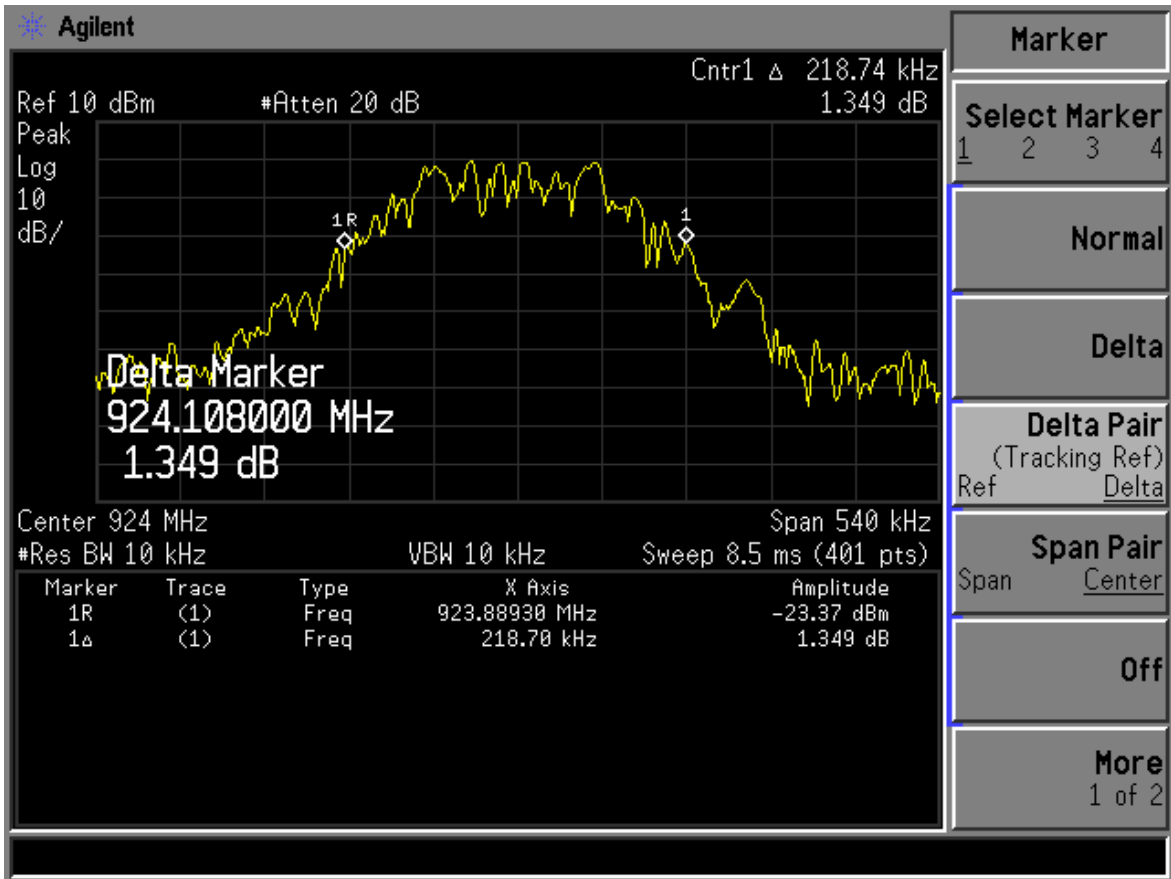 Agilent
Cntr1 Δ 218.74 kHz
Ref 10 dBm #Atten 20 dB 1.349 dB
Peak
Log
10
dB/
1R
1
Delta Marker
924.108000 MHz
1.349 dB
Center 924 MHz Span 540 kHz
#Res BW 10 kHz VBW 10 kHz Sweep 8.5 ms (401 pts)
Marker Trace Type X Axis Amplitude
1R (1) Freq 923.88930 MHz -23.37 dBm
1Δ (1) Freq 218.70 kHz 1.349 dB
Marker
Select Marker
1 2 3 4
Normal
Delta
Delta Pair
(Tracking Ref)
Ref Delta
Span Pair
Span Center
Off
More
1 of 2